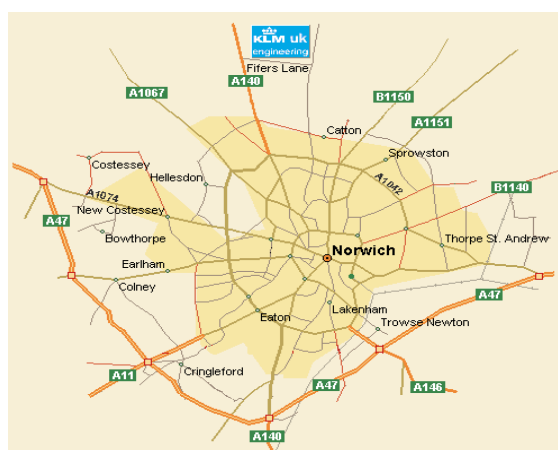 KLM uk
engineering
Fifers Lane
A140
A1067
B1150
A1151
Catton
Sprowston
Costessey
Hellesdon
A1074
A1042
B1140
New Costessey
A47
Bowthorpe
Norwich
Thorpe St. Andrew
Earlham
Colney
A47
Lakenham
Eaton
Trowse Newton
A11
Cringleford
A47
A146
A140